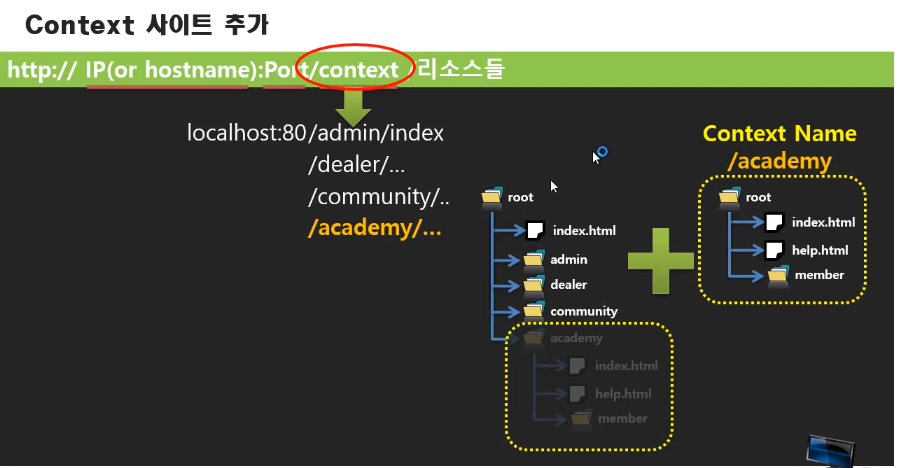 Context 사이트 추가
http:// IP(or hostname):Port/context /리소스들
localhost:80/admin/index
/dealer/...
/community/..
/academy/...
root
index.html
admin
dealer
community
academy
index.html
help.html
member
Context Name
/academy
root
index.html
help.html
member